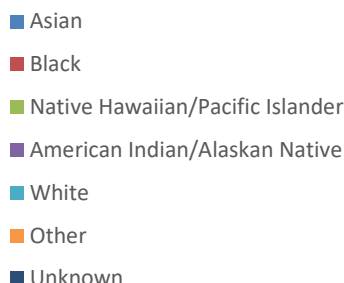 Asian
Black
Native Hawaiian/Pacific Islander
American Indian/Alaskan Native
White
Other
Unknown